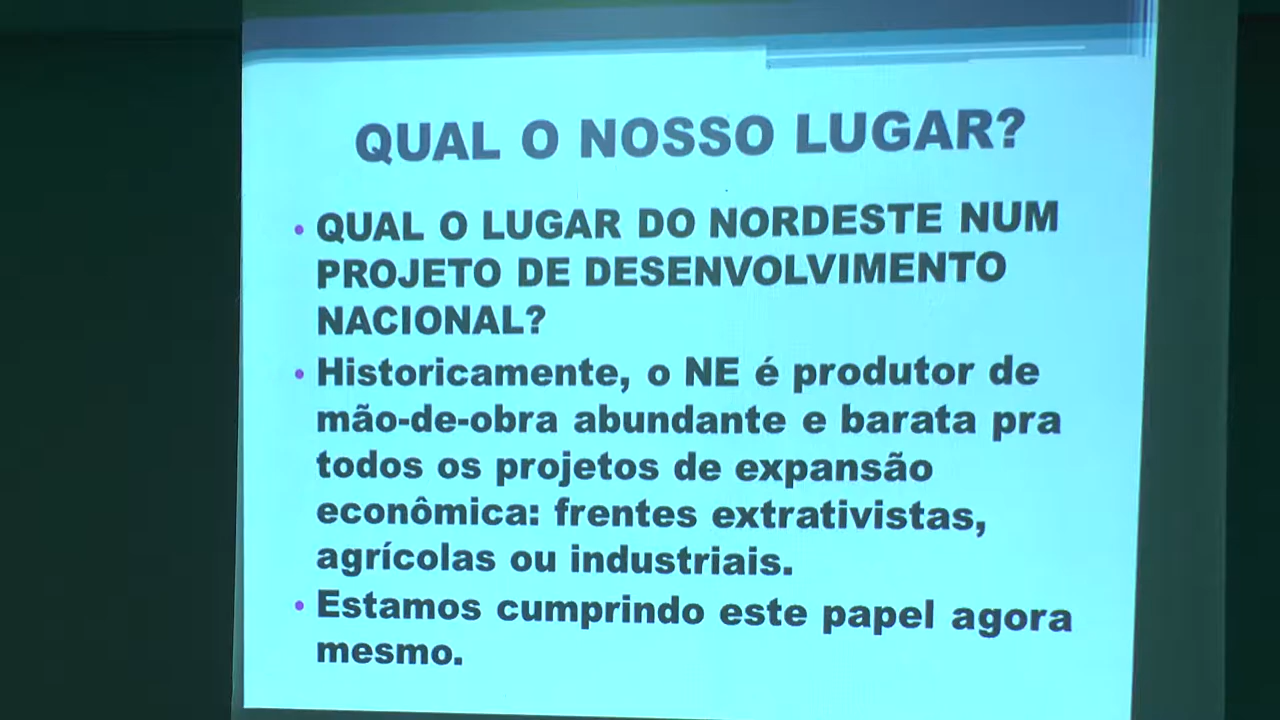 QUAL O NOSSO LUGAR?
• QUAL O LUGAR DO NORDESTE NUM
PROJETO DE DESENVOLVIMENTO
NACIONAL?
• Historicamente, o NE é produtor de
mão-de-obra abundante e barata pra
todos os projetos de expansão
econômica: frentes extrativistas,
agrícolas ou industriais.
• Estamos cumprindo este papel agora
mesmo.